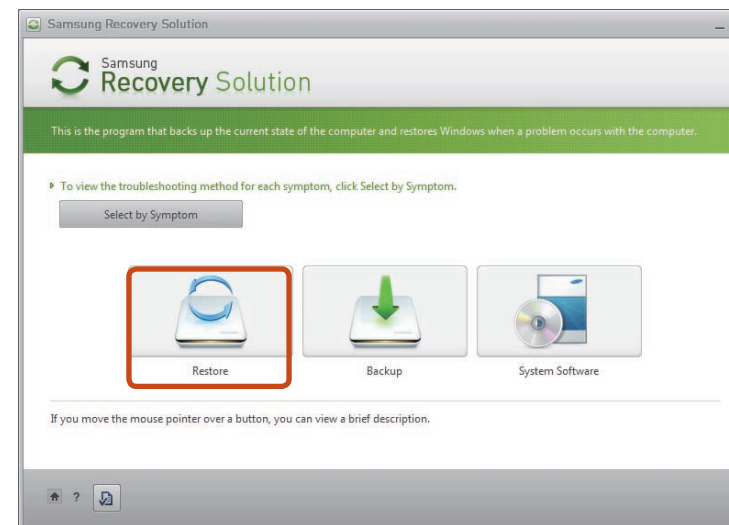 Samsung Recovery Solution
Samsung
Recovery Solution
This is the program that backs up the current state of the computer and restores Windows when a problem occurs with the computer.
To view the troubleshooting method for each symptom, click Select by Symptom.
Select by Symptom
Restore Backup System Software
If you move the mouse pointer over a button, you can view a brief description.
?